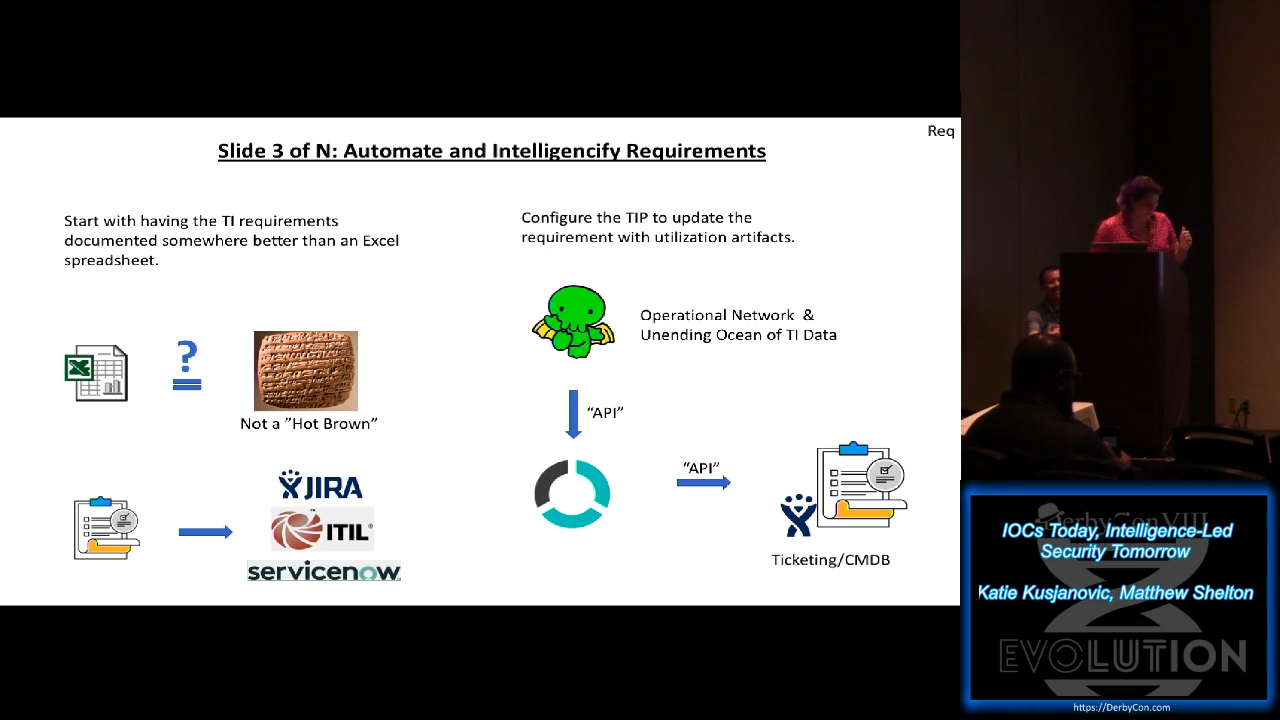 Req
Slide 3 of N: Automate and Intelligencify Requirements
Start with having the TI requirements
documented somewhere better than an Excel
spreadsheet.
?
Not a ”Hot Brown”
JIRA
ITIL®
servicenow
Configure the TIP to update the
requirement with utilization artifacts.
Operational Network &
Unending Ocean of TI Data
“API”
“API”
Ticketing/CMDB
DerbyCon VIII
IOCs Today, Intelligence-Led
Security Tomorrow
Katie Kusjanovic, Matthew Shelton
EVOLUTION
https://DerbyCon.com